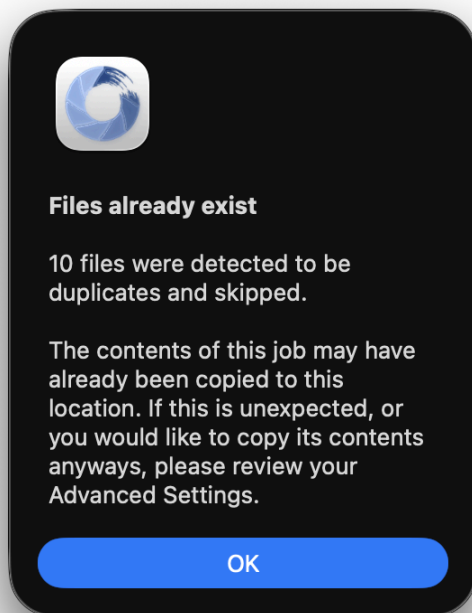 Files already exist
10 files were detected to be
duplicates and skipped.
The contents of this job may have
already been copied to this
location. If this is unexpected, or
you would like to copy its contents
anyways, please review your
Advanced Settings.
OK